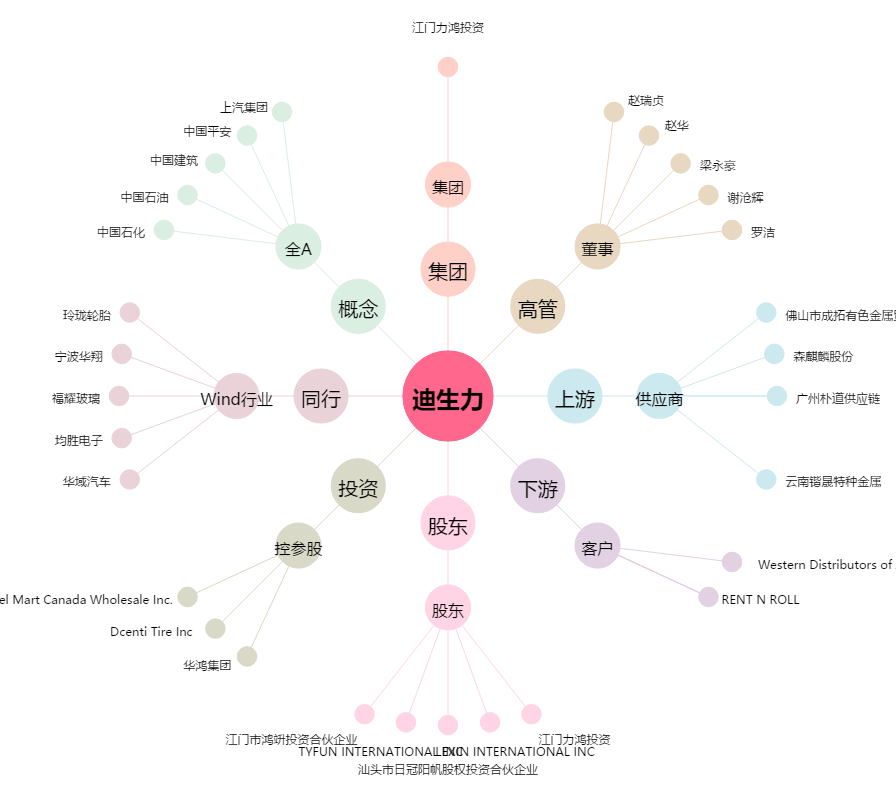 江门力鸿投资
集团
集团
上汽集团
中国平安
中国建筑
中国石油
中国石化
全A
概念
赵瑞贞
赵华
梁永豪
谢沧辉
罗洁
董事
高管
玲珑轮胎
宁波华翔
福耀玻璃
均胜电子
华域汽车
Wind行业
同行
迪生力
上游
供应商
佛山市成拓有色金属
森麒麟股份
广州朴道供应链
云南锴晟特种金属
投资
控参股
el Mart Canada Wholesale Inc.
Dcenti Tire Inc
华鸿集团
股东
股东
下游
客户
Western Distributors of
RENT N ROLL
江门市鸿竔投资合伙企业
TYFUN INTERNATIONAL INC
汕头市日冠阳帆股权投资合伙企业
LEXIN INTERNATIONAL INC
江门力鸿投资